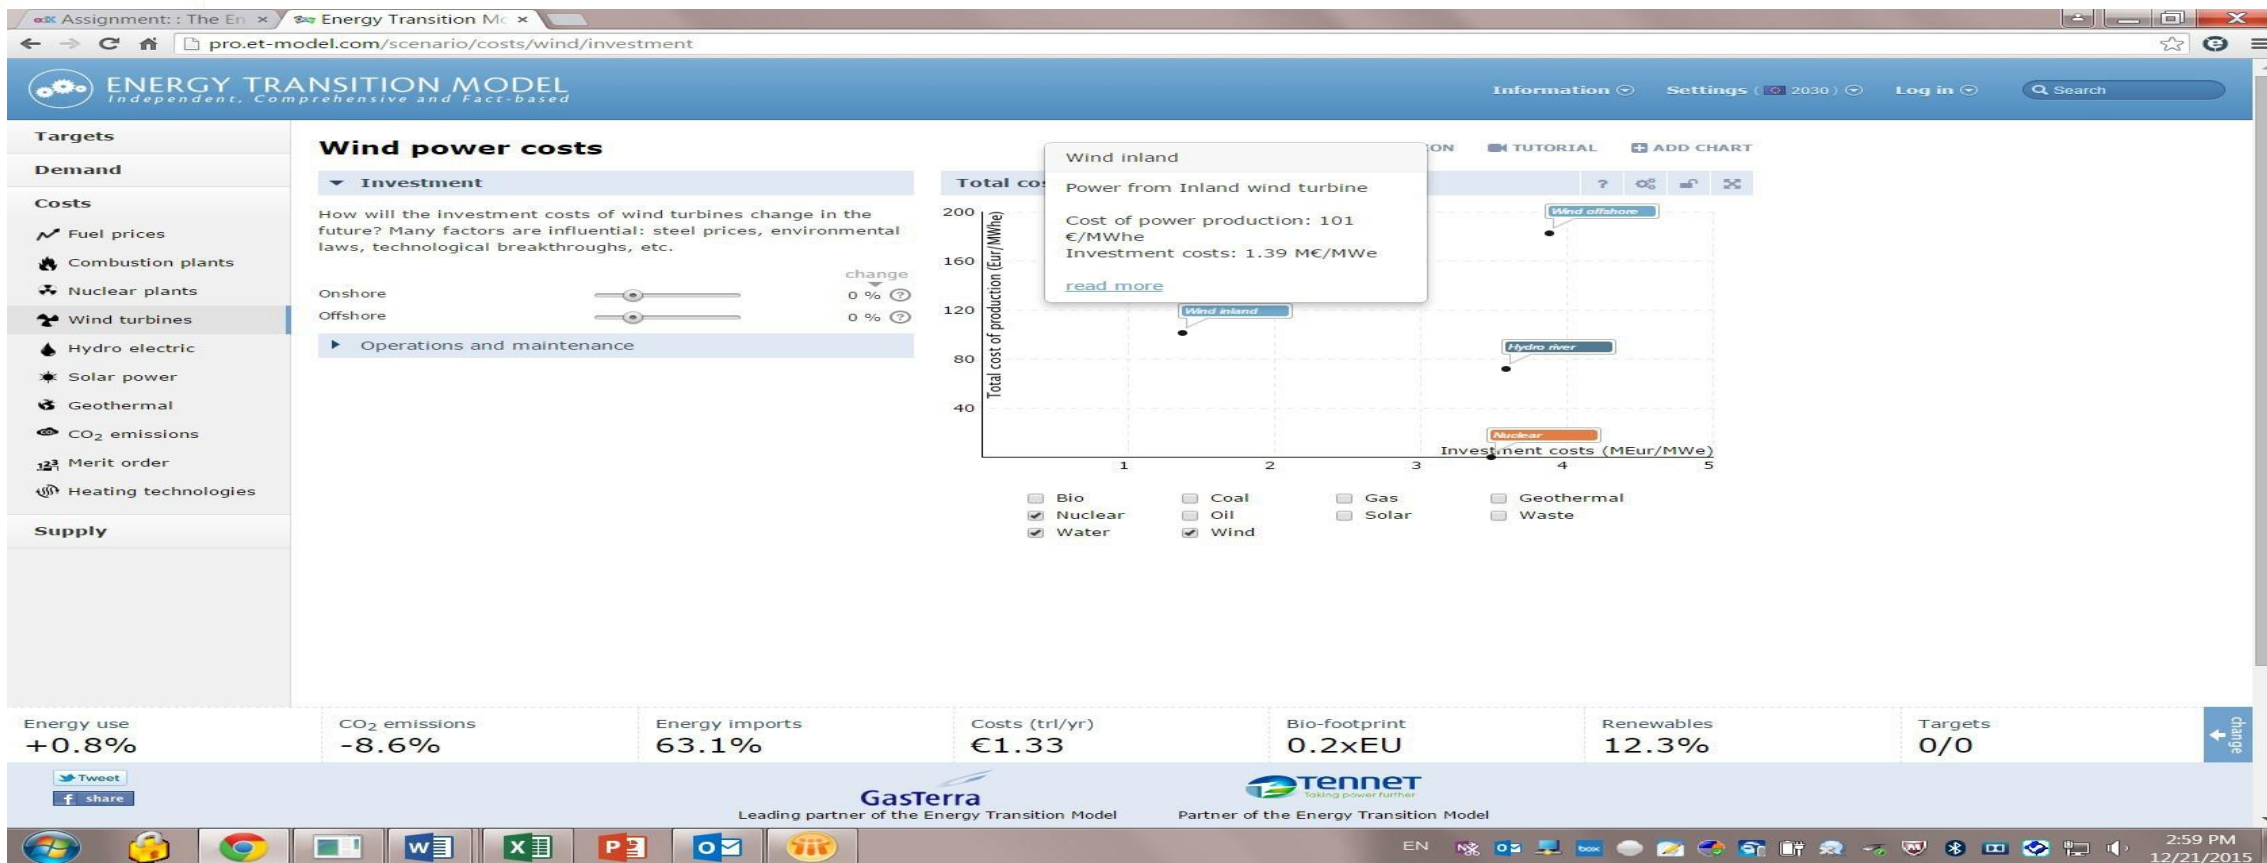 edX Assignment: : The En
Energy Transition Mo
pro.et-model.com/scenario/costs/wind/investment
ENERGY TRANSITION MODEL
Independent, Comprehensive and Fact-based
Information
Settings ( 2030 )
Log in
Search
Targets
Demand
Costs
Fuel prices
Combustion plants
Nuclear plants
Wind turbines
Hydro electric
Solar power
Geothermal
CO2 emissions
Merit order
Heating technologies
Supply
Wind power costs
Investment
How will the investment costs of wind turbines change in the
future? Many factors are influential: steel prices, environmental
laws, technological breakthroughs, etc.
change
Onshore 0 % ?
Offshore 0 % ?
Operations and maintenance
ON TUTORIAL ADD CHART
Total cos
?
Wind inland
Power from Inland wind turbine
Cost of power production: 101
€/MWhe
Investment costs: 1.39 M€/MWe
read more
Total cost of production (Eur/MWhe)
200
160
120
80
40
Wind offshore
Wind inland
Hydro river
Nuclear
Investment costs (MEur/MWe)
1 2 3 4 5
Bio Coal Gas Geothermal
Nuclear Oil Solar Waste
Water Wind
Energy use
+0.8%
CO2 emissions
-8.6%
Energy imports
63.1%
Costs (trl/yr)
€1.33
Bio-footprint
0.2xEU
Renewables
12.3%
Targets
0/0
change
Tweet
f share
GasTerra
Leading partner of the Energy Transition Model
TenneT
Taking power further
Partner of the Energy Transition Model
EN
box
2:59 PM
12/21/2015